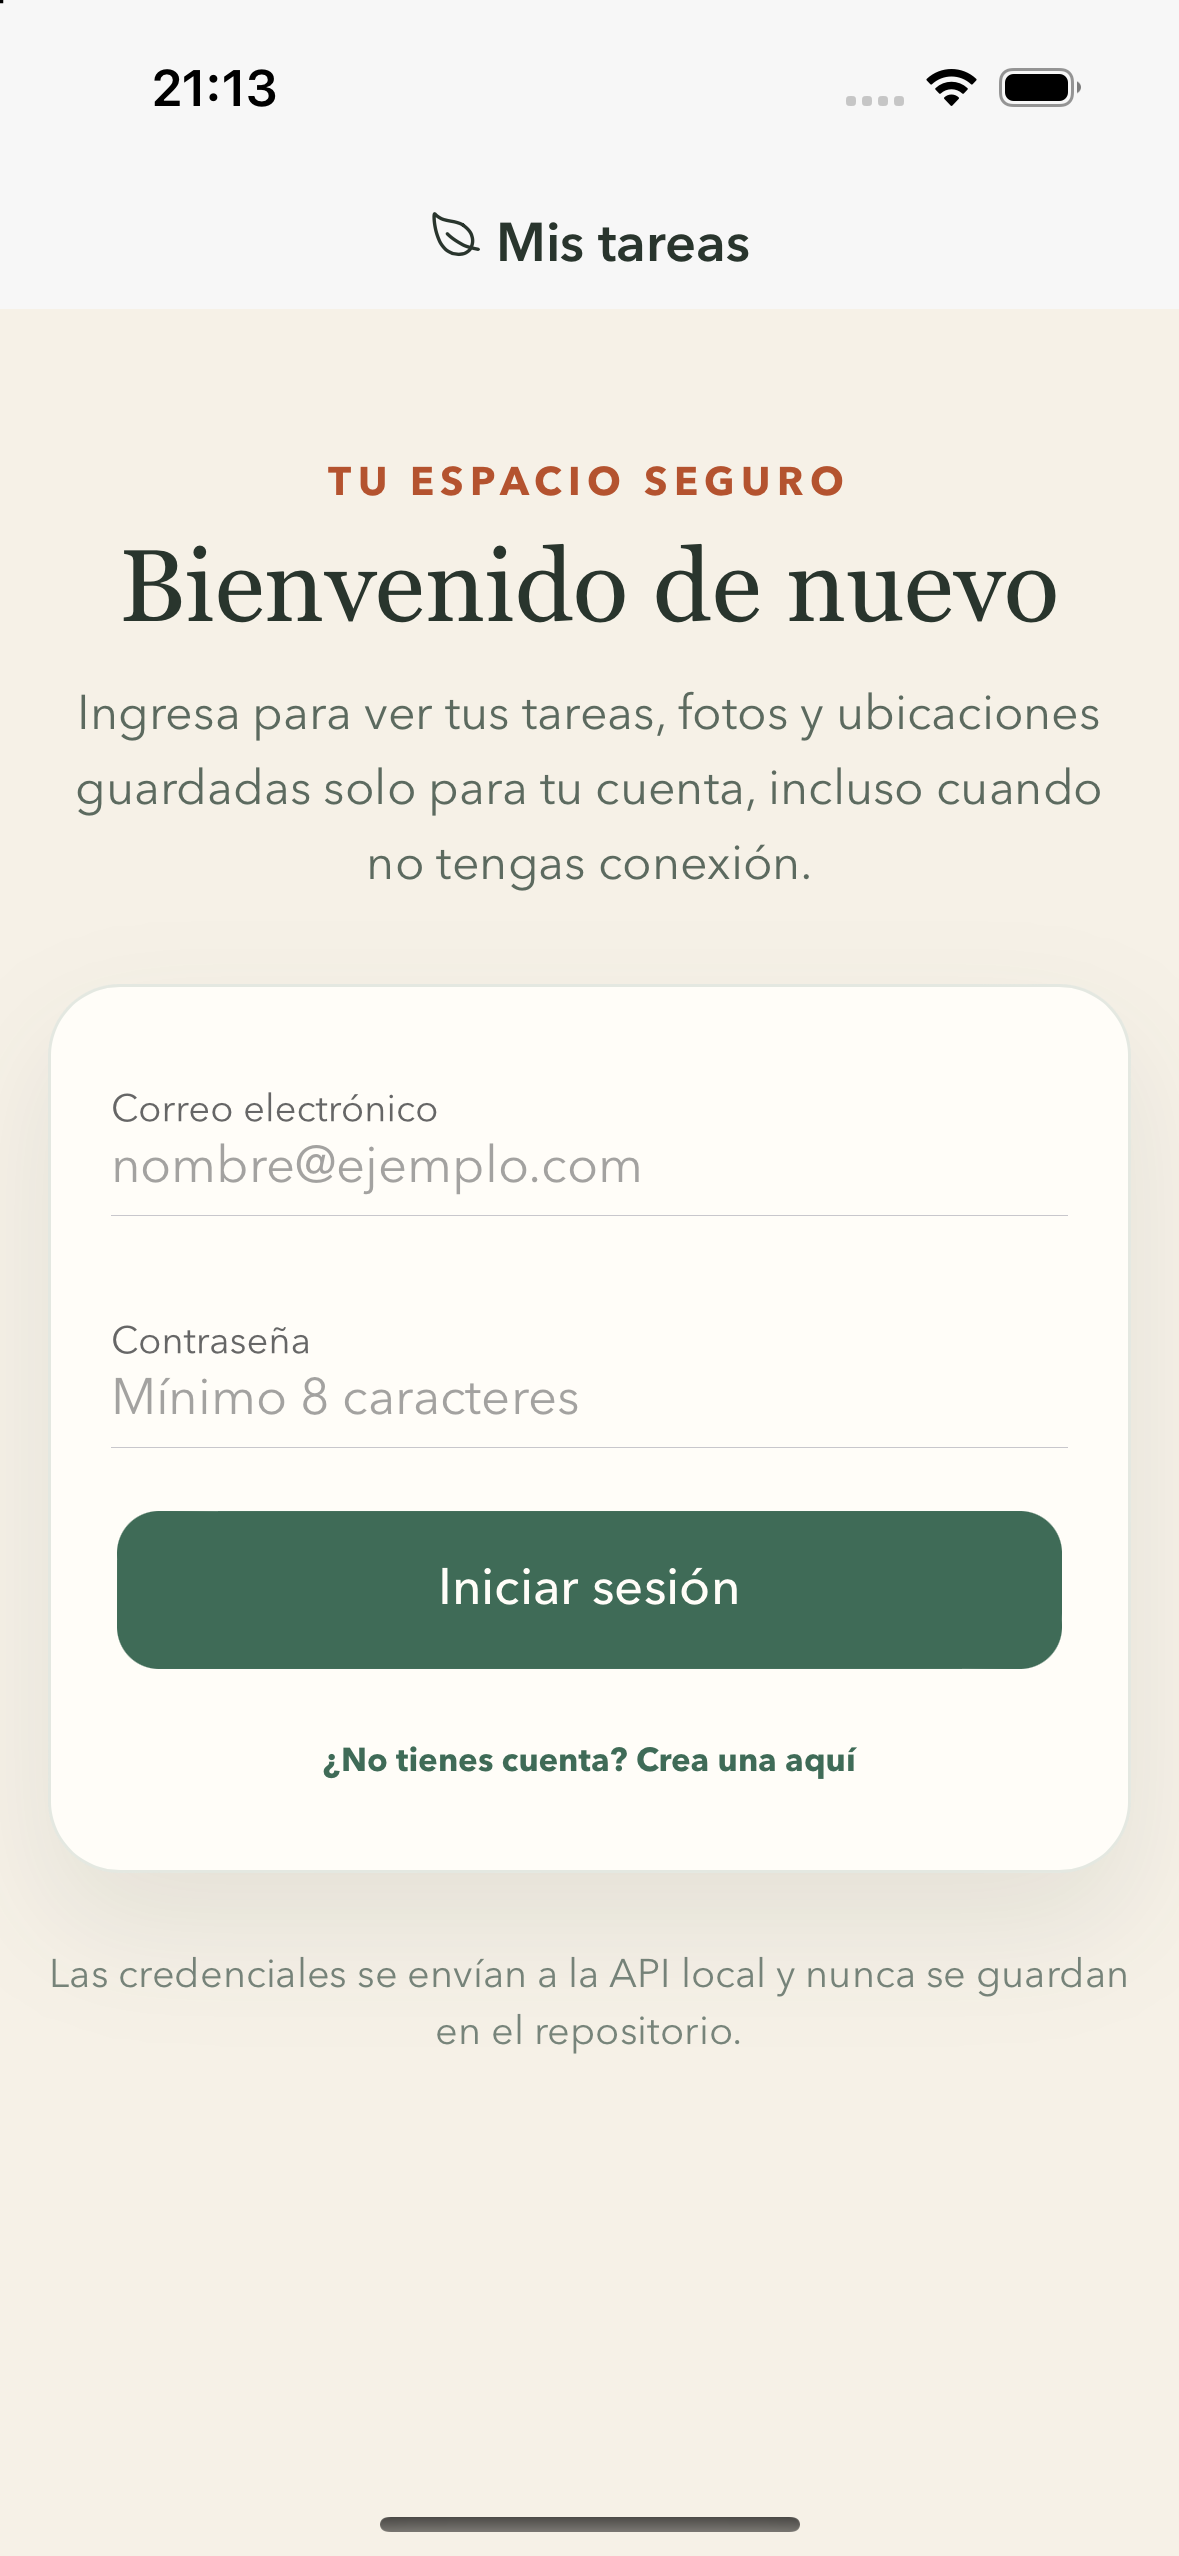 21:13
Mis tareas
TU ESPACIO SEGURO
Bienvenido de nuevo
Ingresa para ver tus tareas, fotos y ubicaciones
guardadas solo para tu cuenta, incluso cuando
no tengas conexión.
Correo electrónico
nombre@ejemplo.com
Contraseña
Mínimo 8 caracteres
Iniciar sesión
¿No tienes cuenta? Crea una aquí
Las credenciales se envían a la API local y nunca se guardan
en el repositorio.